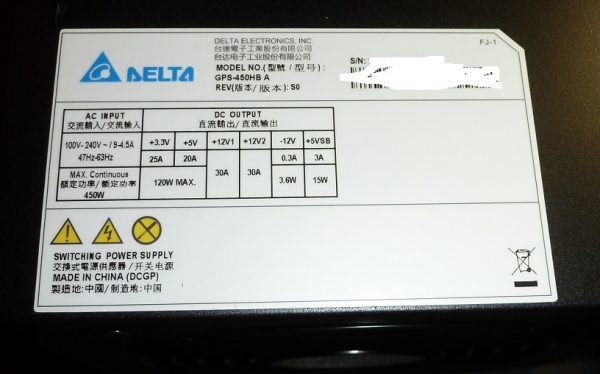 DELTA ELECTRONICS, INC.
台達電子工業股份有限公司
台达电子工业股份有限公司
MODEL NO.(型號/型号):
GPS-450HB A
REV(版本/版本): S0
FJ-1
S/N:
DELTA
AC INPUT
交流輸入/交流输入
DC OUTPUT
直流輸出/直流输出
100V- 240V~ / 9-4.5A
47Hz-63Hz
+3.3V +5V +12V1 +12V2 -12V +5VSB
25A 20A 30A 30A 0.3A 3A
MAX. Continuous
額定功率/额定功率
450W
120W MAX. 3.6W 15W
SWITCHING POWER SUPPLY
交換式電源供應器/开关电源
MADE IN CHINA (DCGP)
製造地:中國/制造地:中国